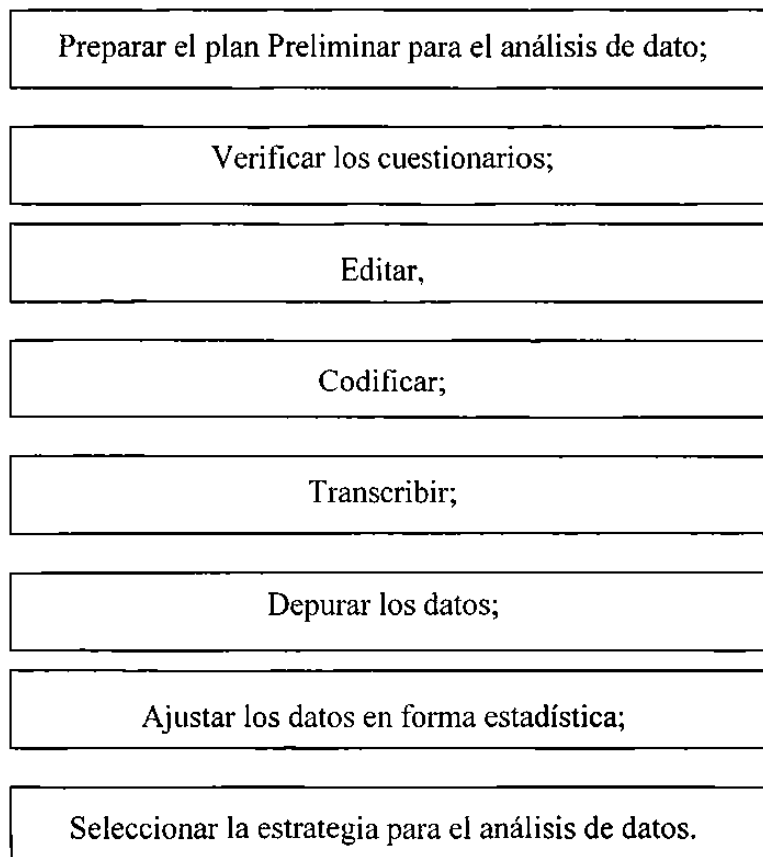 Preparar el plan Preliminar para el análisis de dato;
Verificar los cuestionarios;
Editar,
Codificar;
Transcribir;
Depurar los datos;
Ajustar los datos en forma estadística;
Seleccionar la estrategia para el análisis de datos.